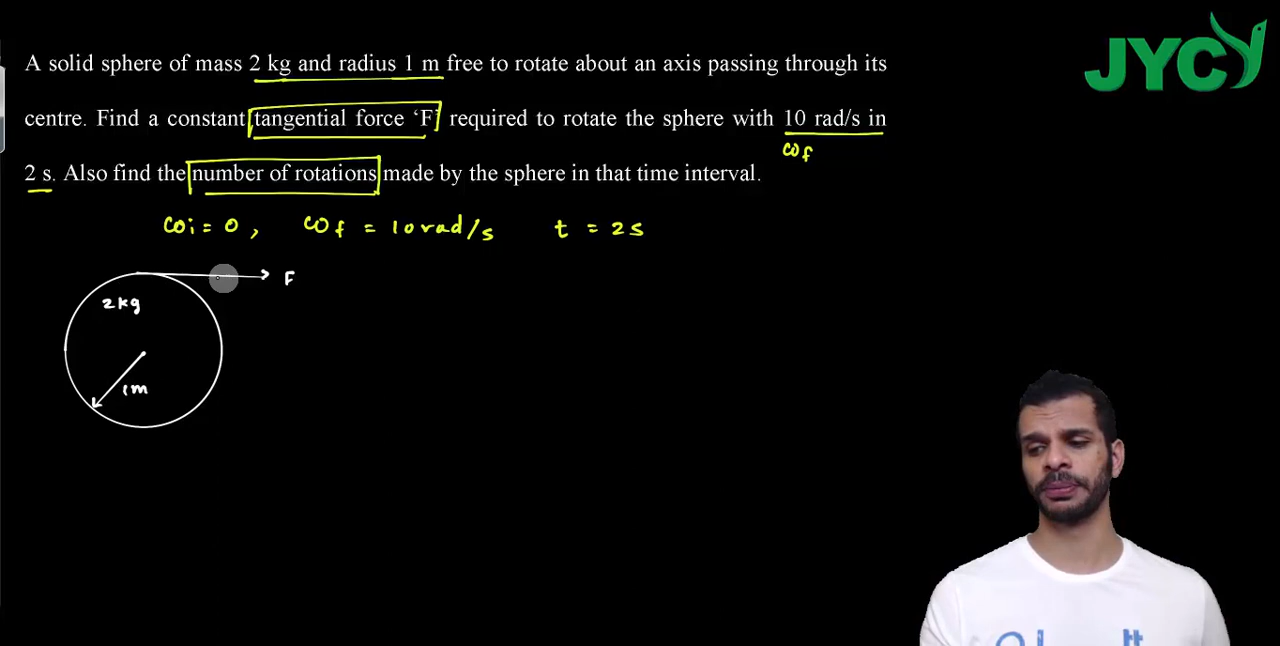 JYC
A solid sphere of mass 2 kg and radius 1 m free to rotate about an axis passing through its
centre. Find a constant tangential force ‘F’ required to rotate the sphere with 10 rad/s in
ωf
2 s. Also find the number of rotations made by the sphere in that time interval.
ωi = 0 , ωf = 10 rad/s t = 2s
F
2kg
1m